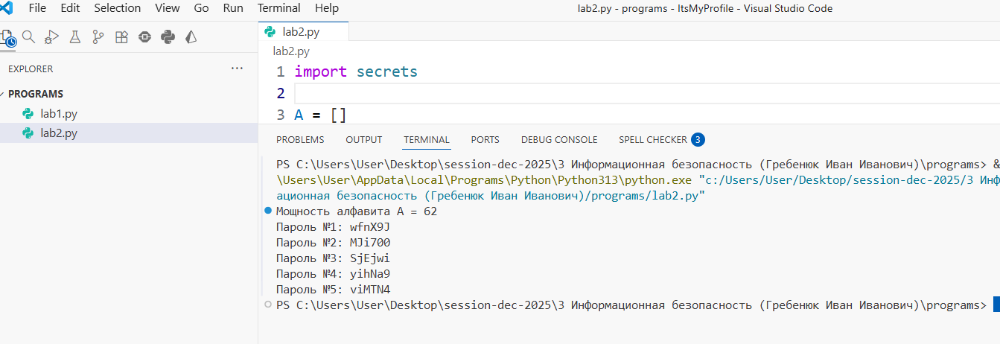 File Edit Selection View Go Run Terminal Help
lab2.py - programs - ItsMyProfile - Visual Studio Code
lab2.py
EXPLORER ...
PROGRAMS
lab1.py
lab2.py
lab2.py
1 import secrets
2
3 A = []
PROBLEMS OUTPUT TERMINAL PORTS DEBUG CONSOLE SPELL CHECKER 3
PS C:\Users\User\Desktop\session-dec-2025\3 Информационная безопасность (Гребенюк Иван Иванович)\programs> &
\Users\User\AppData\Local\Programs\Python\Python313\python.exe "c:/Users/User/Desktop/session-dec-2025/3 Инф
ационная безопасность (Гребенюк Иван Иванович)/programs/lab2.py"
Мощность алфавита A = 62
Пароль №1: wfnX9J
Пароль №2: MJi700
Пароль №3: SjEjwi
Пароль №4: yihNa9
Пароль №5: viMTN4
PS C:\Users\User\Desktop\session-dec-2025\3 Информационная безопасность (Гребенюк Иван Иванович)\programs>